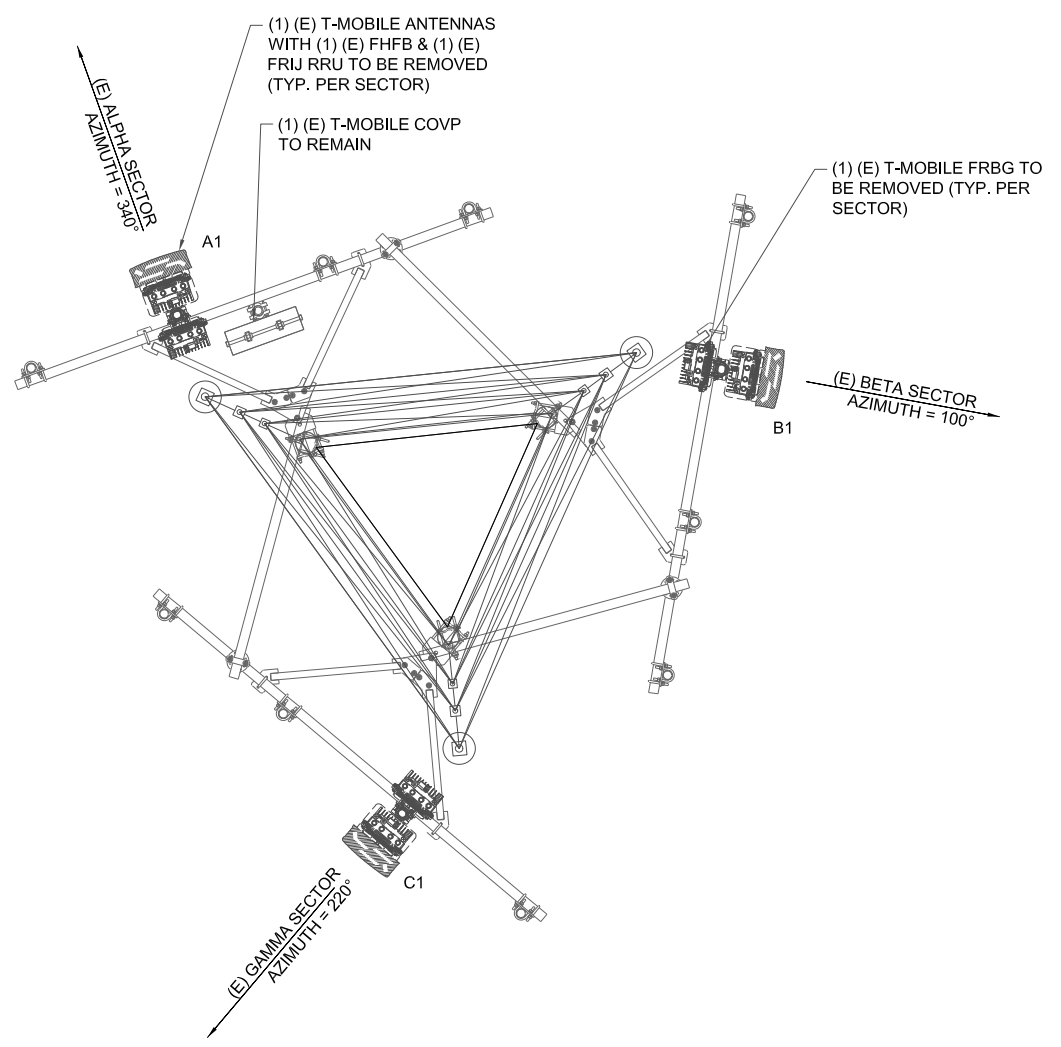 (1) (E) T-MOBILE ANTENNAS
WITH (1) (E) FHFB & (1) (E)
FRIJ RRU TO BE REMOVED
(TYP. PER SECTOR)
(1) (E) T-MOBILE COVP
TO REMAIN
(E) ALPHA SECTOR
AZIMUTH = 340°
A1
(1) (E) T-MOBILE FRBG TO
BE REMOVED (TYP. PER
SECTOR)
(E) BETA SECTOR
AZIMUTH = 100°
B1
C1
(E) GAMMA SECTOR
AZIMUTH = 220°